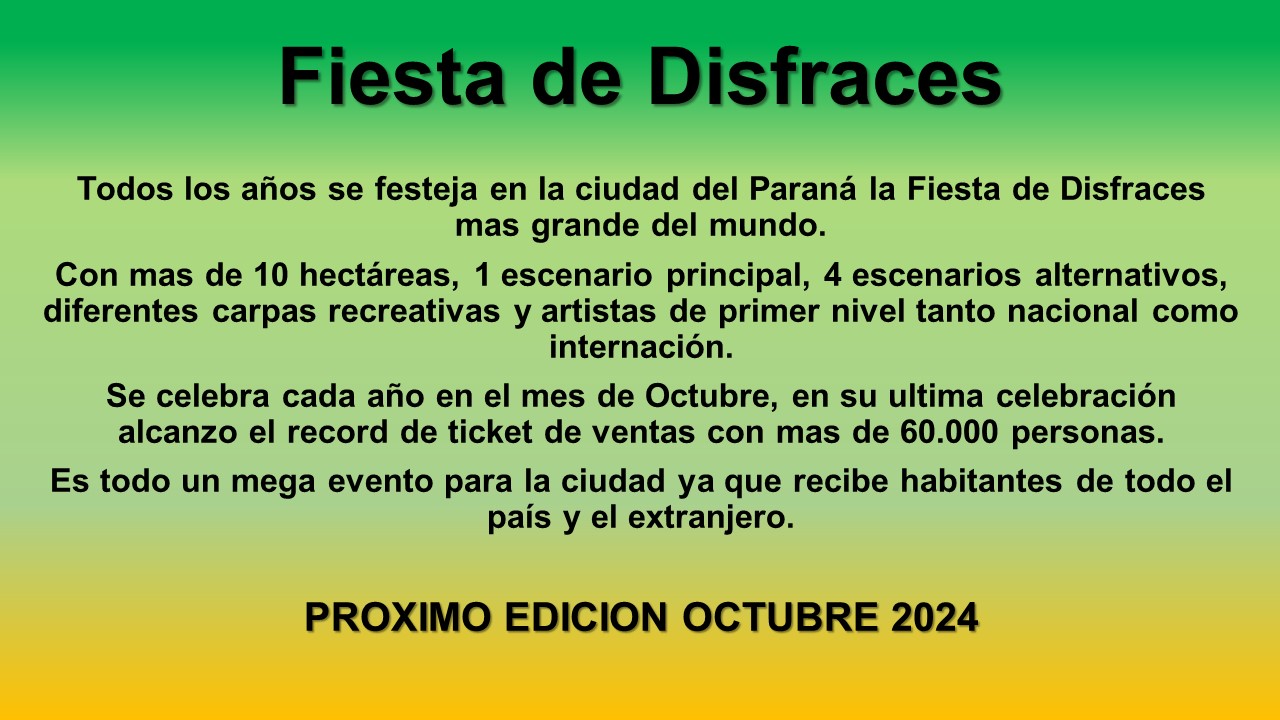 Fiesta de Disfraces
Todos los años se festeja en la ciudad del Paraná la Fiesta de Disfraces
mas grande del mundo.
Con mas de 10 hectáreas, 1 escenario principal, 4 escenarios alternativos,
diferentes carpas recreativas y artistas de primer nivel tanto nacional como
internación.
Se celebra cada año en el mes de Octubre, en su ultima celebración
alcanzo el record de ticket de ventas con mas de 60.000 personas.
Es todo un mega evento para la ciudad ya que recibe habitantes de todo el
país y el extranjero.
PROXIMO EDICION OCTUBRE 2024